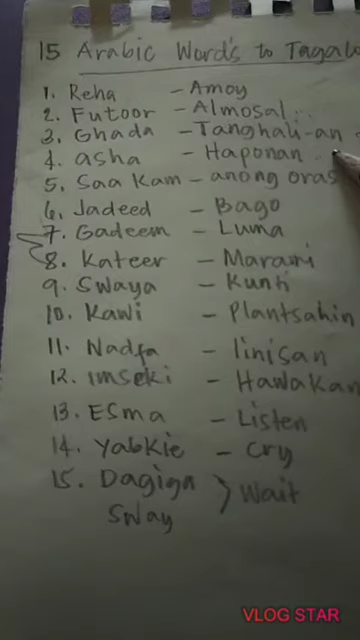 15 Arabic Word's to Tagalo
1. Reha - Amoy
2. Futoor - Almosal...
3. Ghada - Tanghali-an
4. asha - Haponan...
5. Saa Kam - anong oras
6. Jadeed - Bago
7. Gadeem - Luma
8. Kateer - Marami
9. Swaya - Kunti
10. Kawi - Plantsahin
11. Nadfa - linisan
12. imseki - Hawakan
13. Esma - Listen
14. Yabkie - Cry
15. Dagiga } Wait
Sway
VLOG STAR